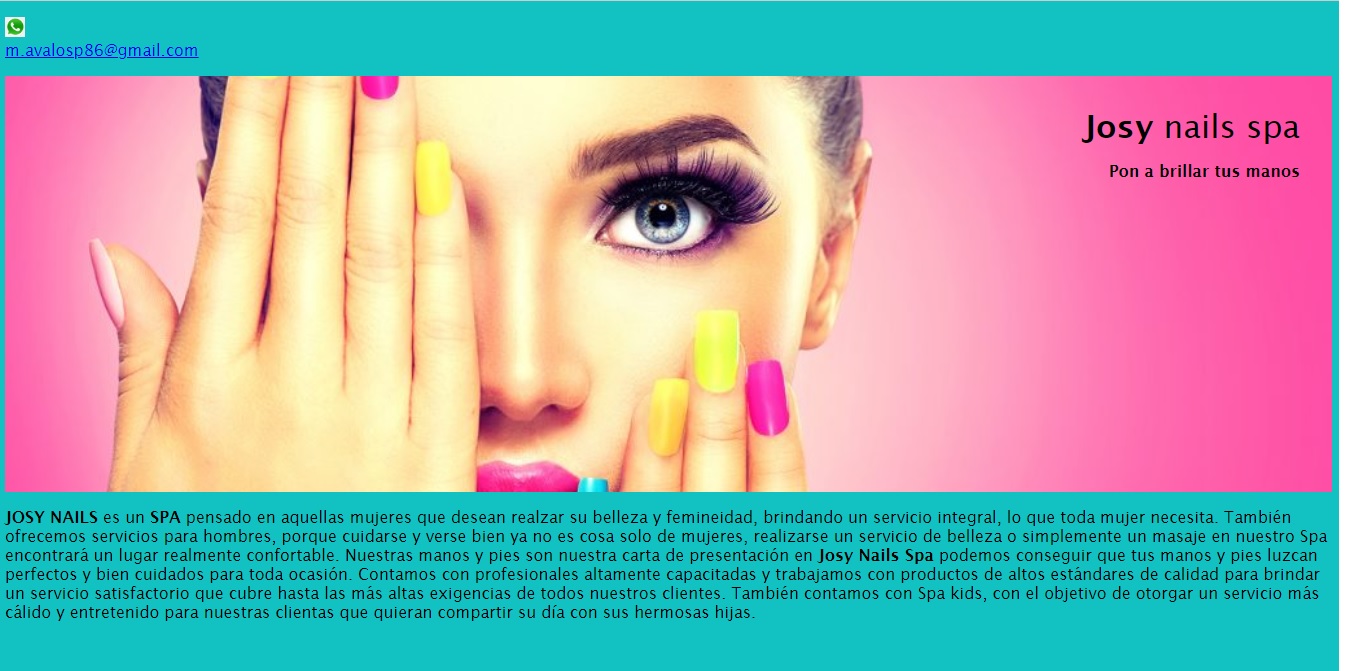 m.avalosp86@gmail.com
Josy nails spa
Pon a brillar tus manos
JOSY NAILS es un SPA pensado en aquellas mujeres que desean realzar su belleza y femineidad, brindando un servicio integral, lo que toda mujer necesita. También
ofrecemos servicios para hombres, porque cuidarse y verse bien ya no es cosa solo de mujeres, realizarse un servicio de belleza o simplemente un masaje en nuestro Spa
encontrará un lugar realmente confortable. Nuestras manos y pies son nuestra carta de presentación en Josy Nails Spa podemos conseguir que tus manos y pies luzcan
perfectos y bien cuidados para toda ocasión. Contamos con profesionales altamente capacitadas y trabajamos con productos de altos estándares de calidad para brindar
un servicio satisfactorio que cubre hasta las más altas exigencias de todos nuestros clientes. También contamos con Spa kids, con el objetivo de otorgar un servicio más
cálido y entretenido para nuestras clientas que quieran compartir su día con sus hermosas hijas.